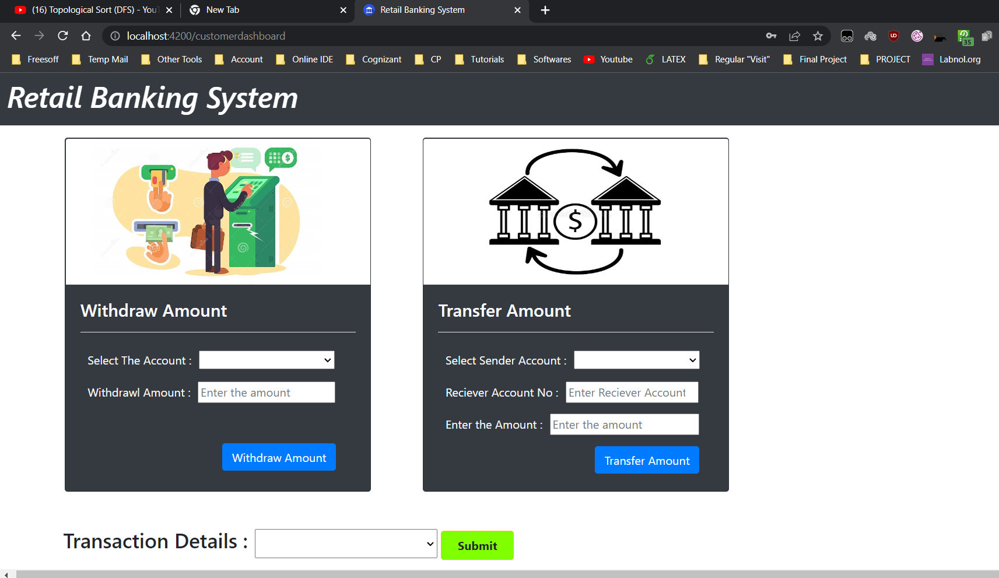 (16) Topological Sort (DFS) - You
New Tab
Retail Banking System
localhost:4200/customerdashboard
35
Freesoff
Temp Mail
Other Tools
Account
Online IDE
Cognizant
CP
Tutorials
Softwares
Youtube
LATEX
Regular "Visit"
Final Project
PROJECT
Labnol.org
Retail Banking System
$
$
Withdraw Amount
Select The Account :
Withdrawl Amount : Enter the amount
Withdraw Amount
Transfer Amount
Select Sender Account :
Reciever Account No : Enter Reciever Account
Enter the Amount : Enter the amount
Transfer Amount
Transaction Details :
Submit